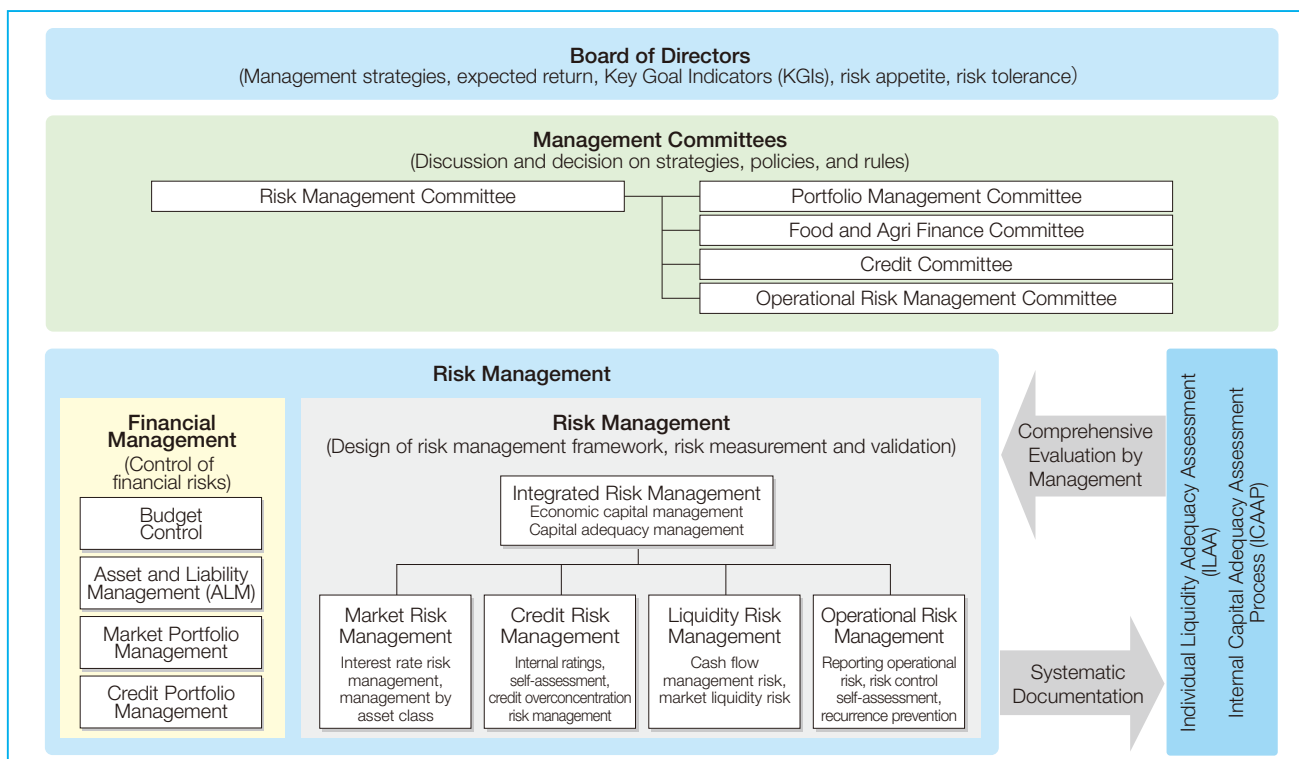 Board of Directors
(Management strategies, expected return, Key Goal Indicators (KGIs), risk appetite, risk tolerance)
Management Committees
(Discussion and decision on strategies, policies, and rules)
Risk Management Committee
Portfolio Management Committee
Food and Agri Finance Committee
Credit Committee
Operational Risk Management Committee
Risk Management
Financial
Management
(Control of
financial risks)
Budget
Control
Asset and Liability
Management (ALM)
Market Portfolio
Management
Credit Portfolio
Management
Risk Management
(Design of risk management framework, risk measurement and validation)
Integrated Risk Management
Economic capital management
Capital adequacy management
Market Risk
Management
Interest rate risk
management,
management by
asset class
Credit Risk
Management
Internal ratings,
self-assessment,
credit overconcentration
risk management
Liquidity Risk
Management
Cash flow
management risk,
market liquidity risk
Operational Risk
Management
Reporting operational
risk, risk control
self-assessment,
recurrence prevention
Comprehensive
Evaluation by
Management
Systematic
Documentation
Individual Liquidity Adequacy Assessment
(ILAA)
Internal Capital Adequacy Assessment
Process (ICAAP)